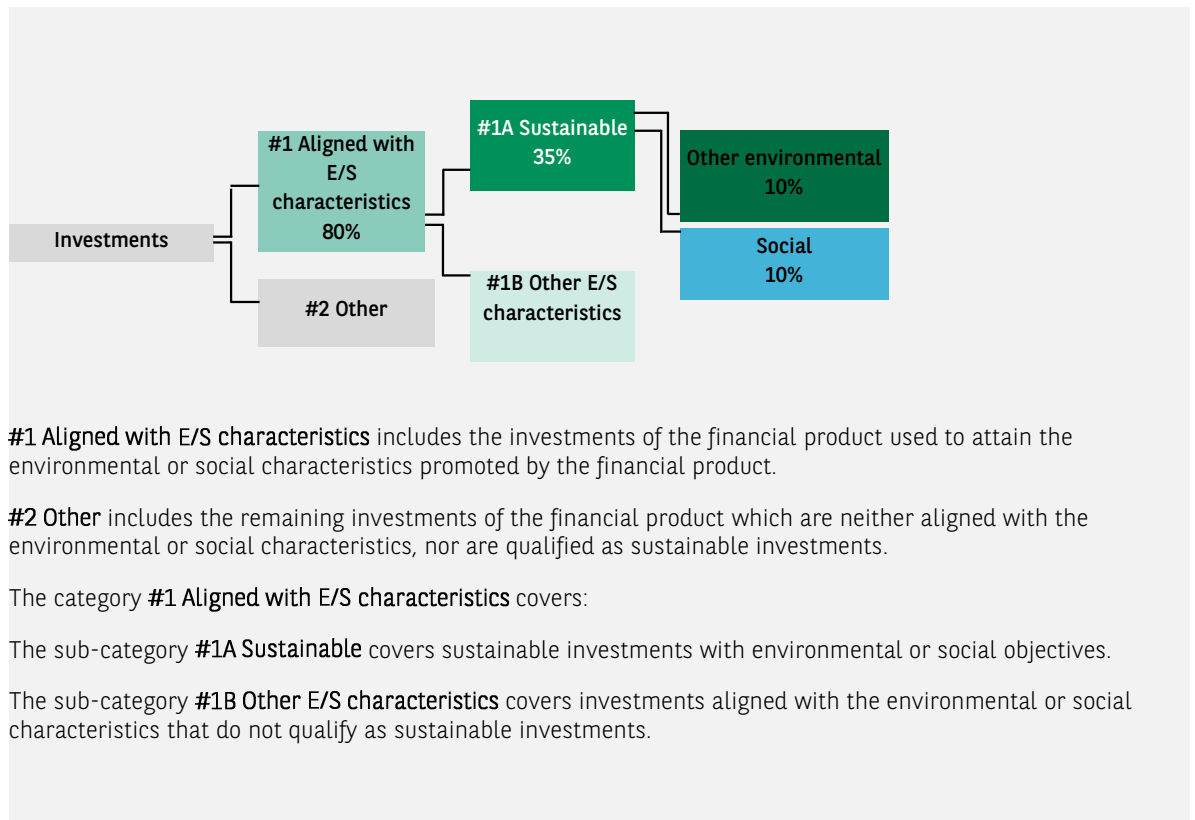 #1A Sustainable
35%
#1 Aligned with
E/S
characteristics
80%
Other environmental
10%
Investments
Social
10%
#1B Other E/S
characteristics
#2 Other
#1 Aligned with E/S characteristics includes the investments of the financial product used to attain the
environmental or social characteristics promoted by the financial product.
#2 Other includes the remaining investments of the financial product which are neither aligned with the
environmental or social characteristics, nor are qualified as sustainable investments.
The category #1 Aligned with E/S characteristics covers:
The sub-category #1A Sustainable covers sustainable investments with environmental or social objectives.
The sub-category #1B Other E/S characteristics covers investments aligned with the environmental or social
characteristics that do not qualify as sustainable investments.